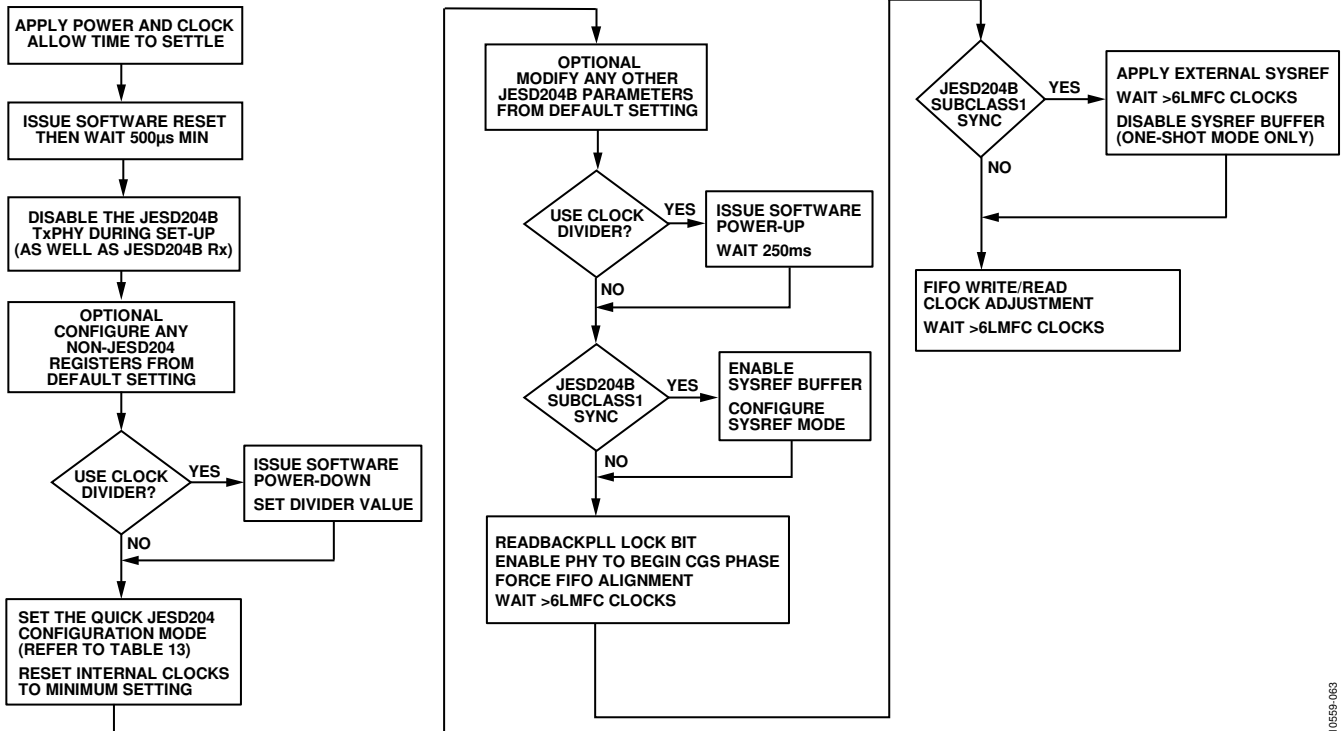 APPLY POWER AND CLOCK
ALLOW TIME TO SETTLE
ISSUE SOFTWARE RESET
THEN WAIT 500µs MIN
DISABLE THE JESD204B
TxPHY DURING SET-UP
(AS WELL AS JESD204B Rx)
OPTIONAL
CONFIGURE ANY
NON-JESD204
REGISTERS FROM
DEFAULT SETTING
USE CLOCK
DIVIDER?
YES
ISSUE SOFTWARE
POWER-DOWN
SET DIVIDER VALUE
NO
SET THE QUICK JESD204
CONFIGURATION MODE
(REFER TO TABLE 13)
RESET INTERNAL CLOCKS
TO MINIMUM SETTING
OPTIONAL
MODIFY ANY OTHER
JESD204B PARAMETERS
FROM DEFAULT SETTING
USE CLOCK
DIVIDER?
YES
ISSUE SOFTWARE
POWER-UP
WAIT 250ms
NO
JESD204B
SUBCLASS1
SYNC
YES
ENABLE
SYSREF BUFFER
CONFIGURE
SYSREF MODE
NO
READBACKPLL LOCK BIT
ENABLE PHY TO BEGIN CGS PHASE
FORCE FIFO ALIGNMENT
WAIT >6LMFC CLOCKS
JESD204B
SUBCLASS1
SYNC
YES
APPLY EXTERNAL SYSREF
WAIT >6LMFC CLOCKS
DISABLE SYSREF BUFFER
(ONE-SHOT MODE ONLY)
NO
FIFO WRITE/READ
CLOCK ADJUSTMENT
WAIT >6LMFC CLOCKS
10559-063